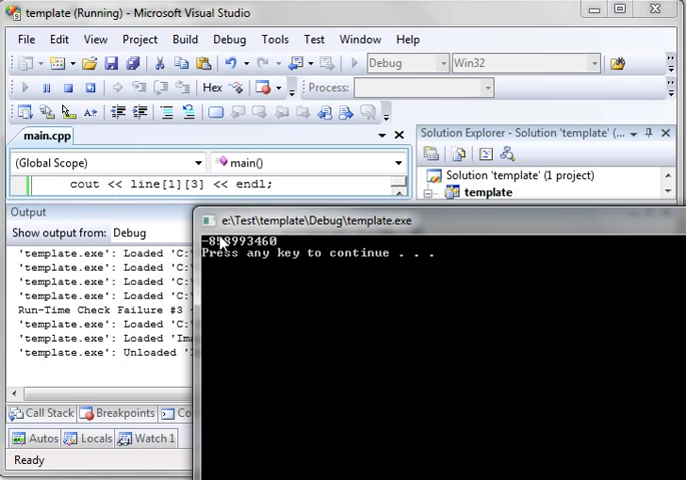 template (Running) - Microsoft Visual Studio
File Edit View Project Build Debug Tools Test Window Help
Debug Win32
Hex Process:
main.cpp
(Global Scope) main()
cout << line[1][3] << endl;
Solution Explorer - Solution 'template' (...
Solution 'template' (1 project)
template
Output
Show output from: Debug
'template.exe': Loaded 'C:
'template.exe': Loaded 'C:
'template.exe': Loaded 'C:
'template.exe': Loaded 'C:
Run-Time Check Failure #3
'template.exe': Loaded 'C:
'template.exe': Loaded 'Ima
'template.exe': Unloaded
e:\Test\template\Debug\template.exe
-858993460
Press any key to continue . . .
Call Stack Breakpoints Co
Autos Locals Watch 1
Ready